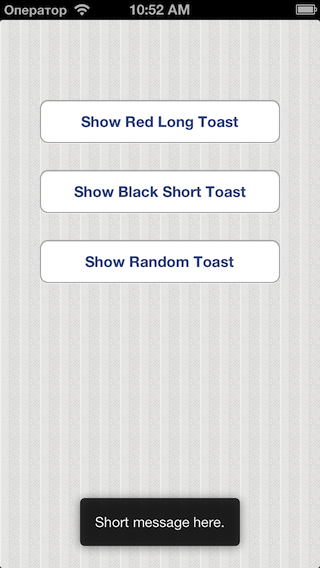 Оператор 10:52 AM
Show Red Long Toast
Show Black Short Toast
Show Random Toast
Short message here.